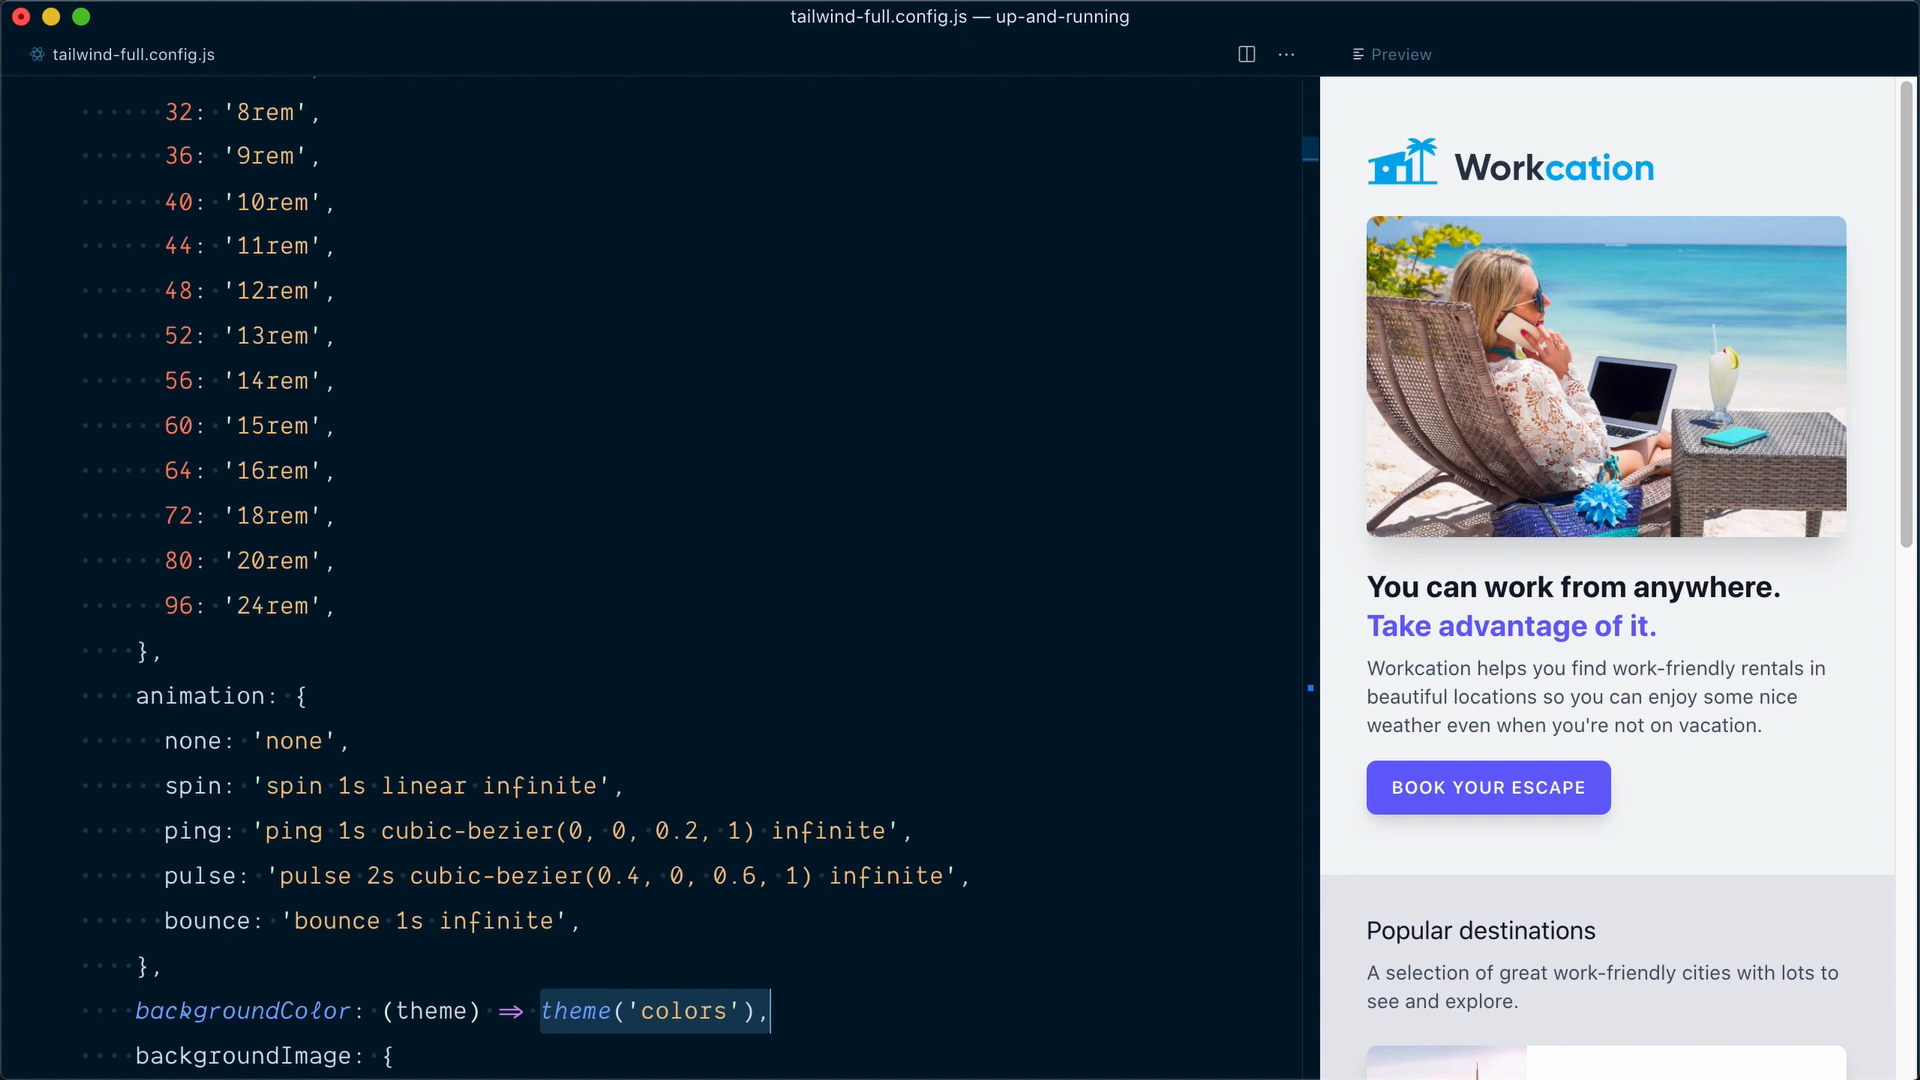 tailwind-full.config.js — up-and-running
tailwind-full.config.js
Preview
32: '8rem',
36: '9rem',
40: '10rem',
44: '11rem',
48: '12rem',
52: '13rem',
56: '14rem',
60: '15rem',
64: '16rem',
72: '18rem',
80: '20rem',
96: '24rem',
},
animation: {
none: 'none',
spin: 'spin 1s linear infinite',
ping: 'ping 1s cubic-bezier(0, 0, 0.2, 1) infinite',
pulse: 'pulse 2s cubic-bezier(0.4, 0, 0.6, 1) infinite',
bounce: 'bounce 1s infinite',
},
backgroundColor: (theme) => theme('colors'),
backgroundImage: {
Workcation
You can work from anywhere.
Take advantage of it.
Workcation helps you find work-friendly rentals in
beautiful locations so you can enjoy some nice
weather even when you're not on vacation.
BOOK YOUR ESCAPE
Popular destinations
A selection of great work-friendly cities with lots to
see and explore.